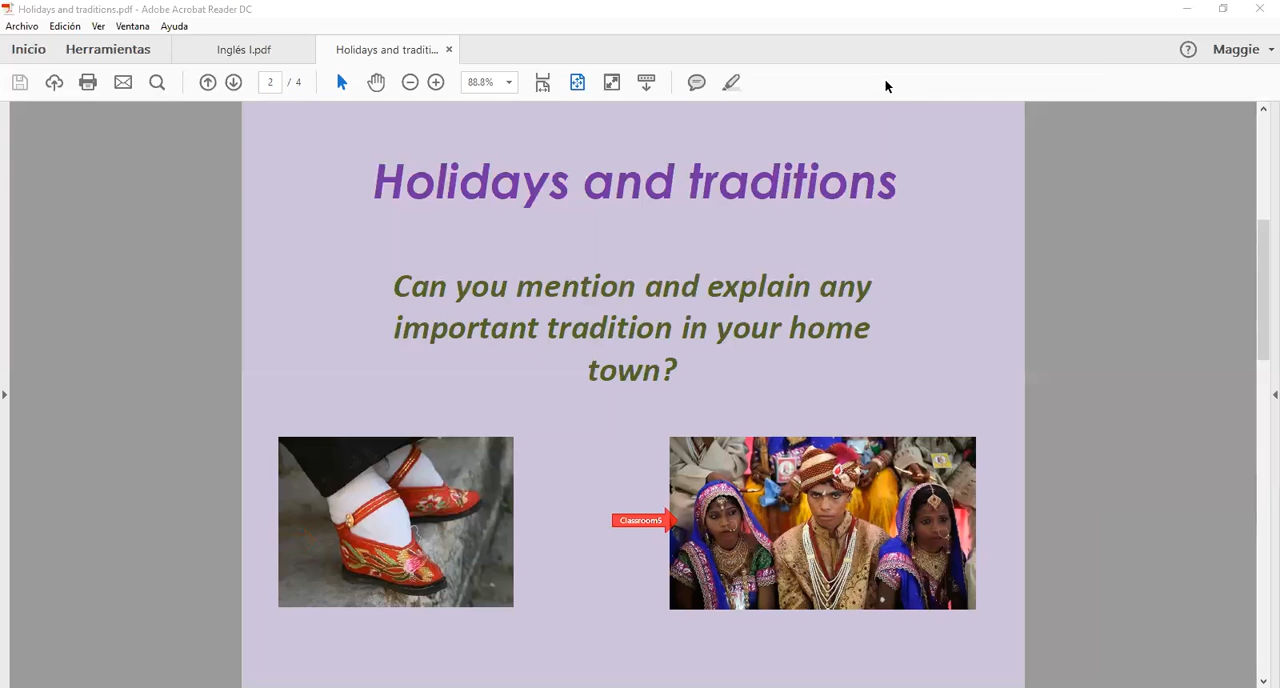 Holidays and traditions.pdf - Adobe Acrobat Reader DC
Archivo Edición Ver Ventana Ayuda
Inicio Herramientas Inglés I.pdf Holidays and traditi... × ? Maggie
2 / 4 88.8%
Holidays and traditions
Can you mention and explain any
important tradition in your home
town?
Classroom5